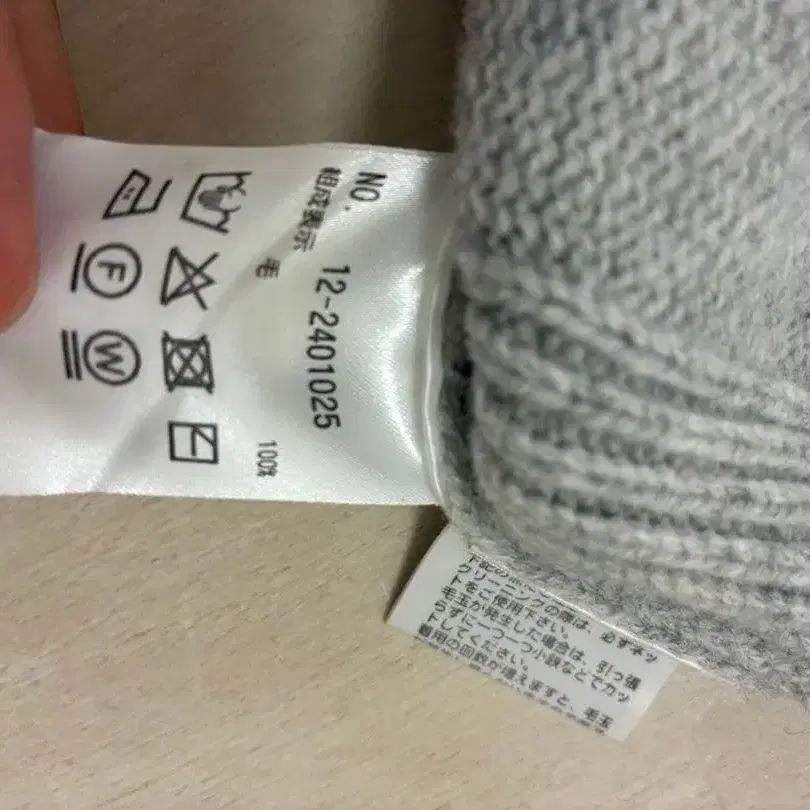 NO. 12-2401025
組成表示
毛 100%
F
W
クリーニングの際は、必ずネッ
トをご使用下さい。
毛玉が発生した場合は、引っ張
らずに一つ一つ小鋏などでカッ
トしてください。
着用の回数が増えますと、毛玉